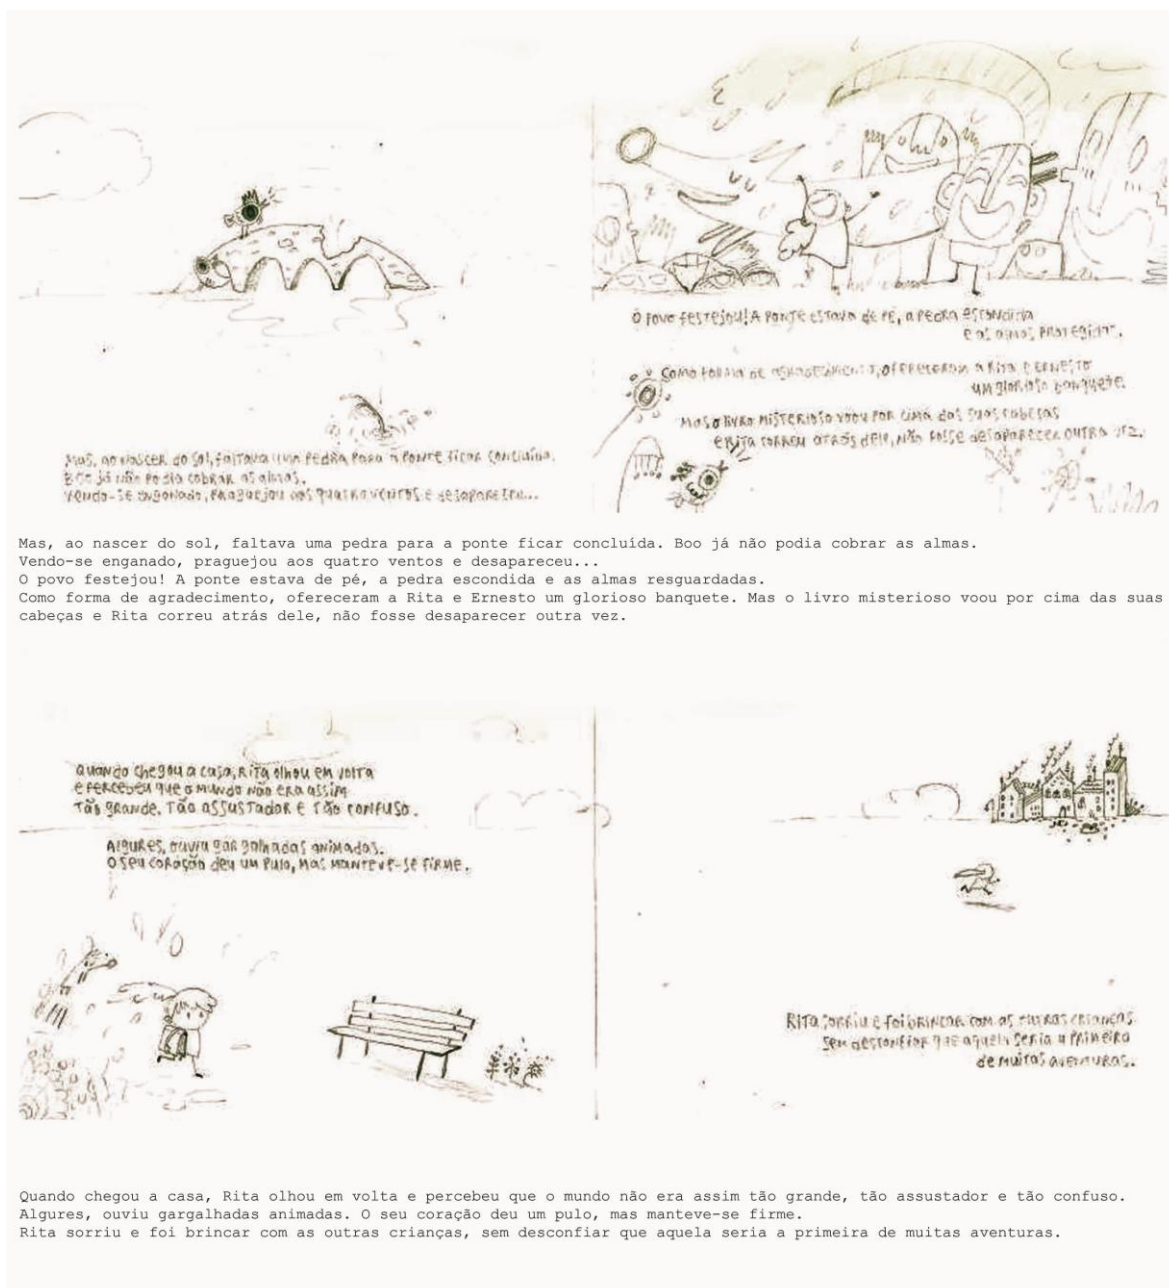 Mas, ao nascer do sol, faltava uma pedra para a ponte ficar concluída.
Boo já não podia cobrar as almas.
Vendo-se enganado, praguejou aos quatro ventos e desapareceu...
O povo festejou! A ponte estava de pé, a pedra escondida
e as almas protegidas.
Como forma de agradecimento, ofereceram a Rita e Ernesto
um glorioso banquete.
Mas o livro misterioso voou por cima das suas cabeças
e Rita correu atrás dele, não fosse desaparecer outra vez.
Mas, ao nascer do sol, faltava uma pedra para a ponte ficar concluída. Boo já não podia cobrar as almas.
Vendo-se enganado, praguejou aos quatro ventos e desapareceu...
O povo festejou! A ponte estava de pé, a pedra escondida e as almas resguardadas.
Como forma de agradecimento, ofereceram a Rita e Ernesto um glorioso banquete. Mas o livro misterioso voou por cima das suas
cabeças e Rita correu atrás dele, não fosse desaparecer outra vez.
Quando chegou a casa, Rita olhou em volta
e percebeu que o mundo não era assim
tão grande, tão assustador e tão confuso.
Algures, ouviu gargalhadas animadas.
O seu coração deu um pulo, mas manteve-se firme.
Rita sorriu e foi brincar com as outras crianças
sem desconfiar que aquela seria a primeira
de muitas aventuras.
Quando chegou a casa, Rita olhou em volta e percebeu que o mundo não era assim tão grande, tão assustador e tão confuso.
Algures, ouviu gargalhadas animadas. O seu coração deu um pulo, mas manteve-se firme.
Rita sorriu e foi brincar com as outras crianças, sem desconfiar que aquela seria a primeira de muitas aventuras.